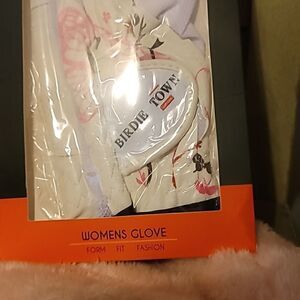 BIRDIE TOWN
WOMENS GLOVE
FORM FIT FASHION